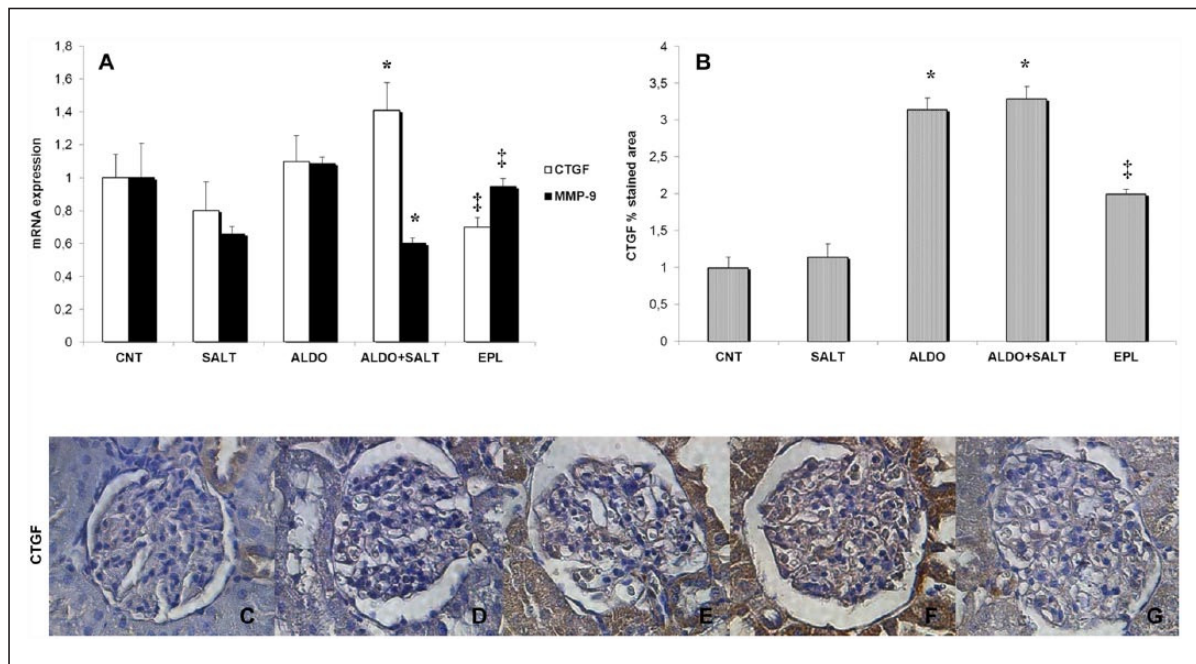 A
1,8
1,6
1,4
1,2
1
0,8
0,6
0,4
0,2
0
mRNA expression
* * ‡ ‡
CNT SALT ALDO ALDO+SALT EPL
CTGF
MMP-9
B
4
3,5
3
2,5
2
1,5
1
0,5
0
CTGF % stained area
* * ‡
CNT SALT ALDO ALDO+SALT EPL
CTGF
C D E F G